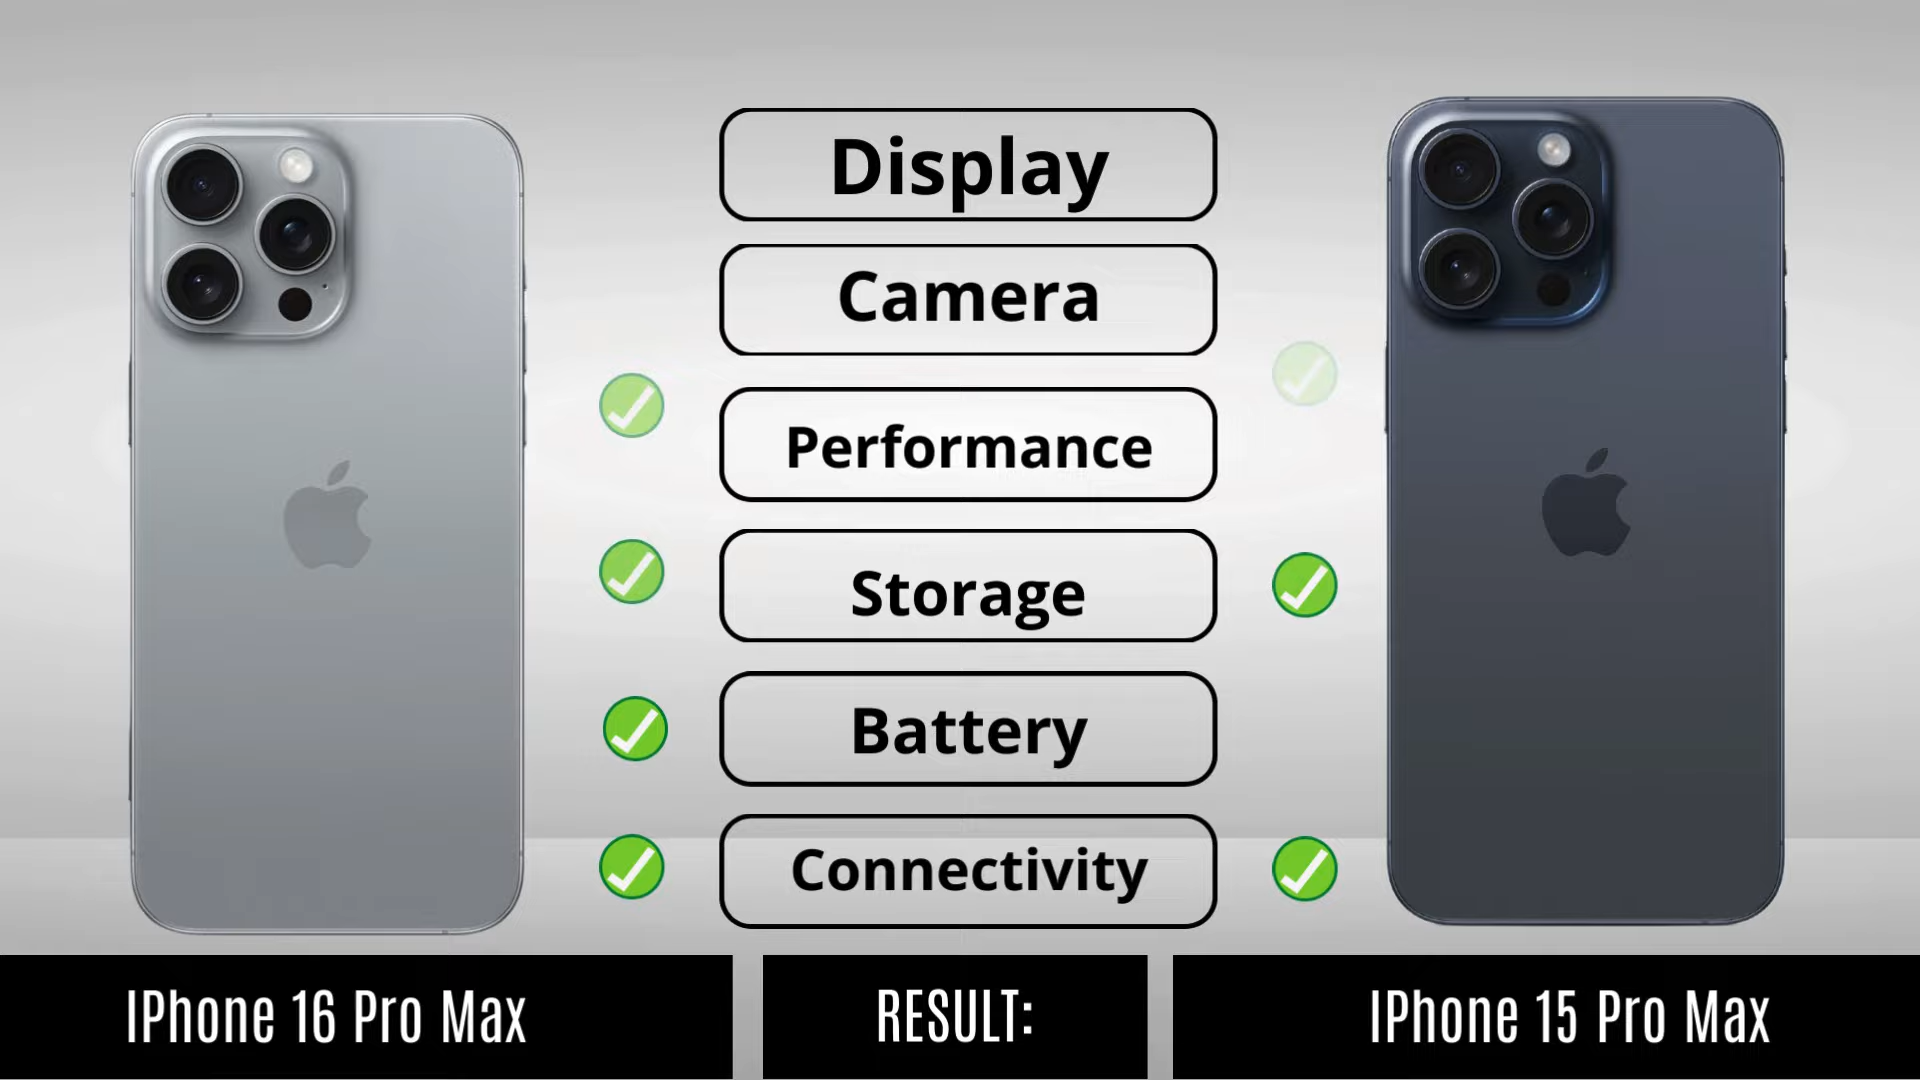 Display
Camera
Performance
Storage
Battery
Connectivity
IPhone 16 Pro Max
RESULT:
IPhone 15 Pro Max